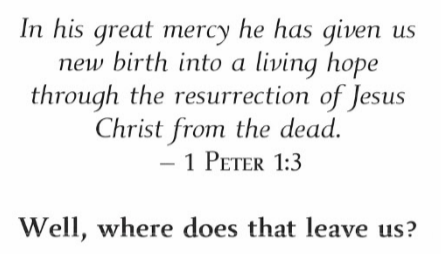 In his great mercy he has given us
new birth into a living hope
through the resurrection of Jesus
Christ from the dead.
– 1 PETER 1:3
Well, where does that leave us?